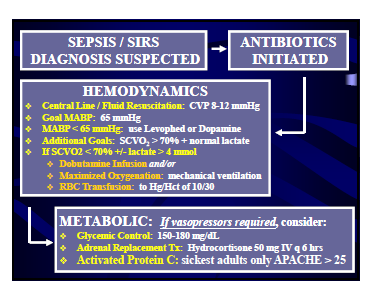 SEPSIS / SIRS
DIAGNOSIS SUSPECTED
ANTIBIOTICS
INITIATED
HEMODYNAMICS
Central Line / Fluid Resuscitation: CVP 8-12 mmHg
Goal MABP: 65 mmHg
MABP < 65 mmHg: use Levophed or Dopamine
Additional Goals: SCVO₂ > 70% + normal lactate
If SCVO2 < 70% +/- lactate > 4 mmol
Dobutamine Infusion and/or
Maximized Oxygenation: mechanical ventilation
RBC Transfusion: to Hg/Hct of 10/30
METABOLIC: If vasopressors required, consider:
Glycemic Control: 150-180 mg/dL
Adrenal Replacement Tx: Hydrocortisone 50 mg IV q 6 hrs
Activated Protein C: sickest adults only APACHE > 25